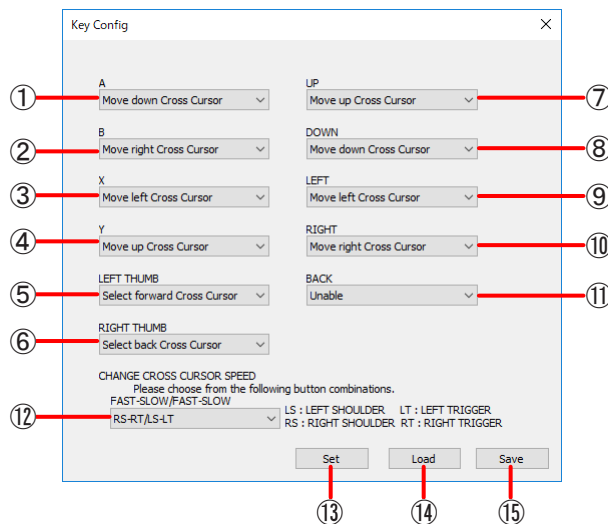 Key Config
A
① Move down Cross Cursor
B
② Move right Cross Cursor
X
③ Move left Cross Cursor
Y
④ Move up Cross Cursor
LEFT THUMB
⑤ Select forward Cross Cursor
RIGHT THUMB
⑥ Select back Cross Cursor
UP
Move up Cross Cursor ⑦
DOWN
Move down Cross Cursor ⑧
LEFT
Move left Cross Cursor ⑨
RIGHT
Move right Cross Cursor ⑩
BACK
Unable ⑪
CHANGE CROSS CURSOR SPEED
Please choose from the following button combinations.
FAST-SLOW/FAST-SLOW
⑫ RS-RT/LS-LT
LS : LEFT SHOULDER LT : LEFT TRIGGER
RS : RIGHT SHOULDER RT : RIGHT TRIGGER
Set Load Save
⑬ ⑭ ⑮